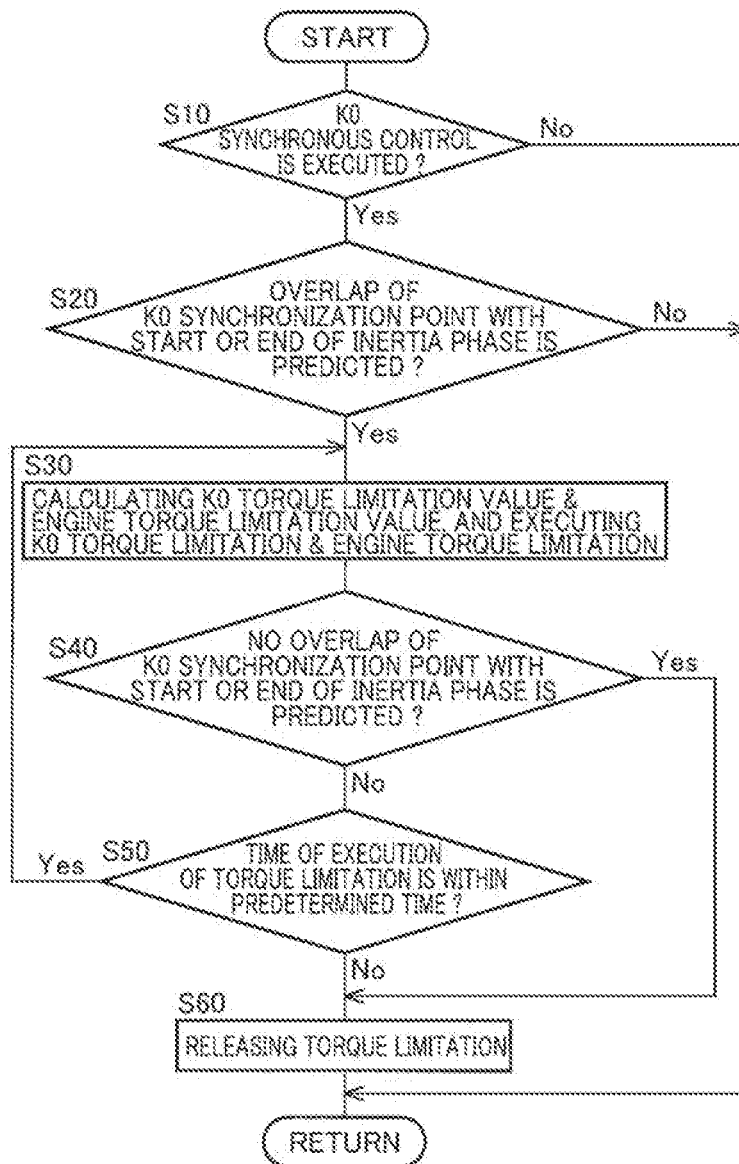 START
S10
K0
SYNCHRONOUS CONTROL
IS EXECUTED ?
No
Yes
S20
OVERLAP OF
K0 SYNCHRONIZATION POINT WITH
START OR END OF INERTIA PHASE IS
PREDICTED ?
No
Yes
S30
CALCULATING K0 TORQUE LIMITATION VALUE &
ENGINE TORQUE LIMITATION VALUE, AND EXECUTING
K0 TORQUE LIMITATION & ENGINE TORQUE LIMITATION
S40
NO OVERLAP OF
K0 SYNCHRONIZATION POINT WITH
START OR END OF INERTIA PHASE IS
PREDICTED ?
Yes
No
S50
TIME OF EXECUTION
OF TORQUE LIMITATION IS WITHIN
PREDETERMINED TIME ?
Yes
No
S60
RELEASING TORQUE LIMITATION
RETURN